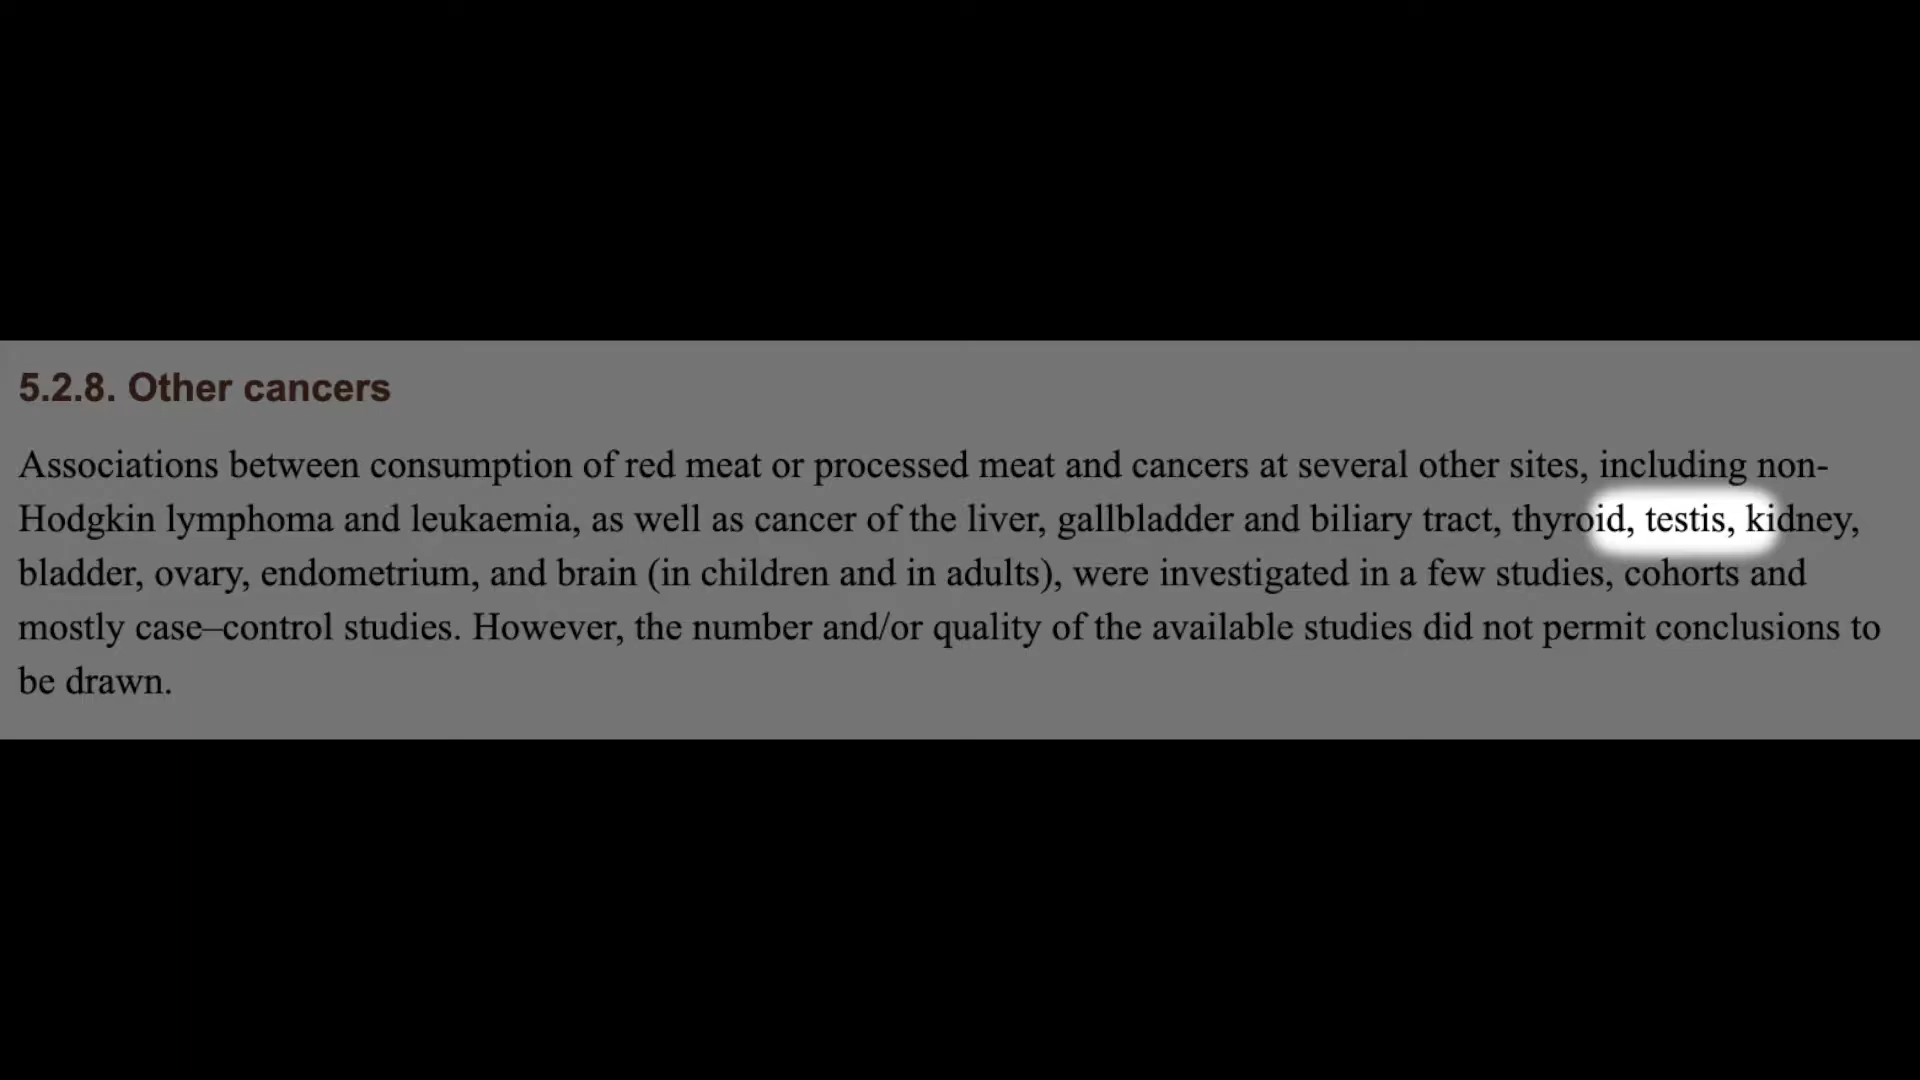 5.2.8. Other cancers
Associations between consumption of red meat or processed meat and cancers at several other sites, including non-
Hodgkin lymphoma and leukaemia, as well as cancer of the liver, gallbladder and biliary tract, thyroid, testis, kidney,
bladder, ovary, endometrium, and brain (in children and in adults), were investigated in a few studies, cohorts and
mostly case–control studies. However, the number and/or quality of the available studies did not permit conclusions to
be drawn.